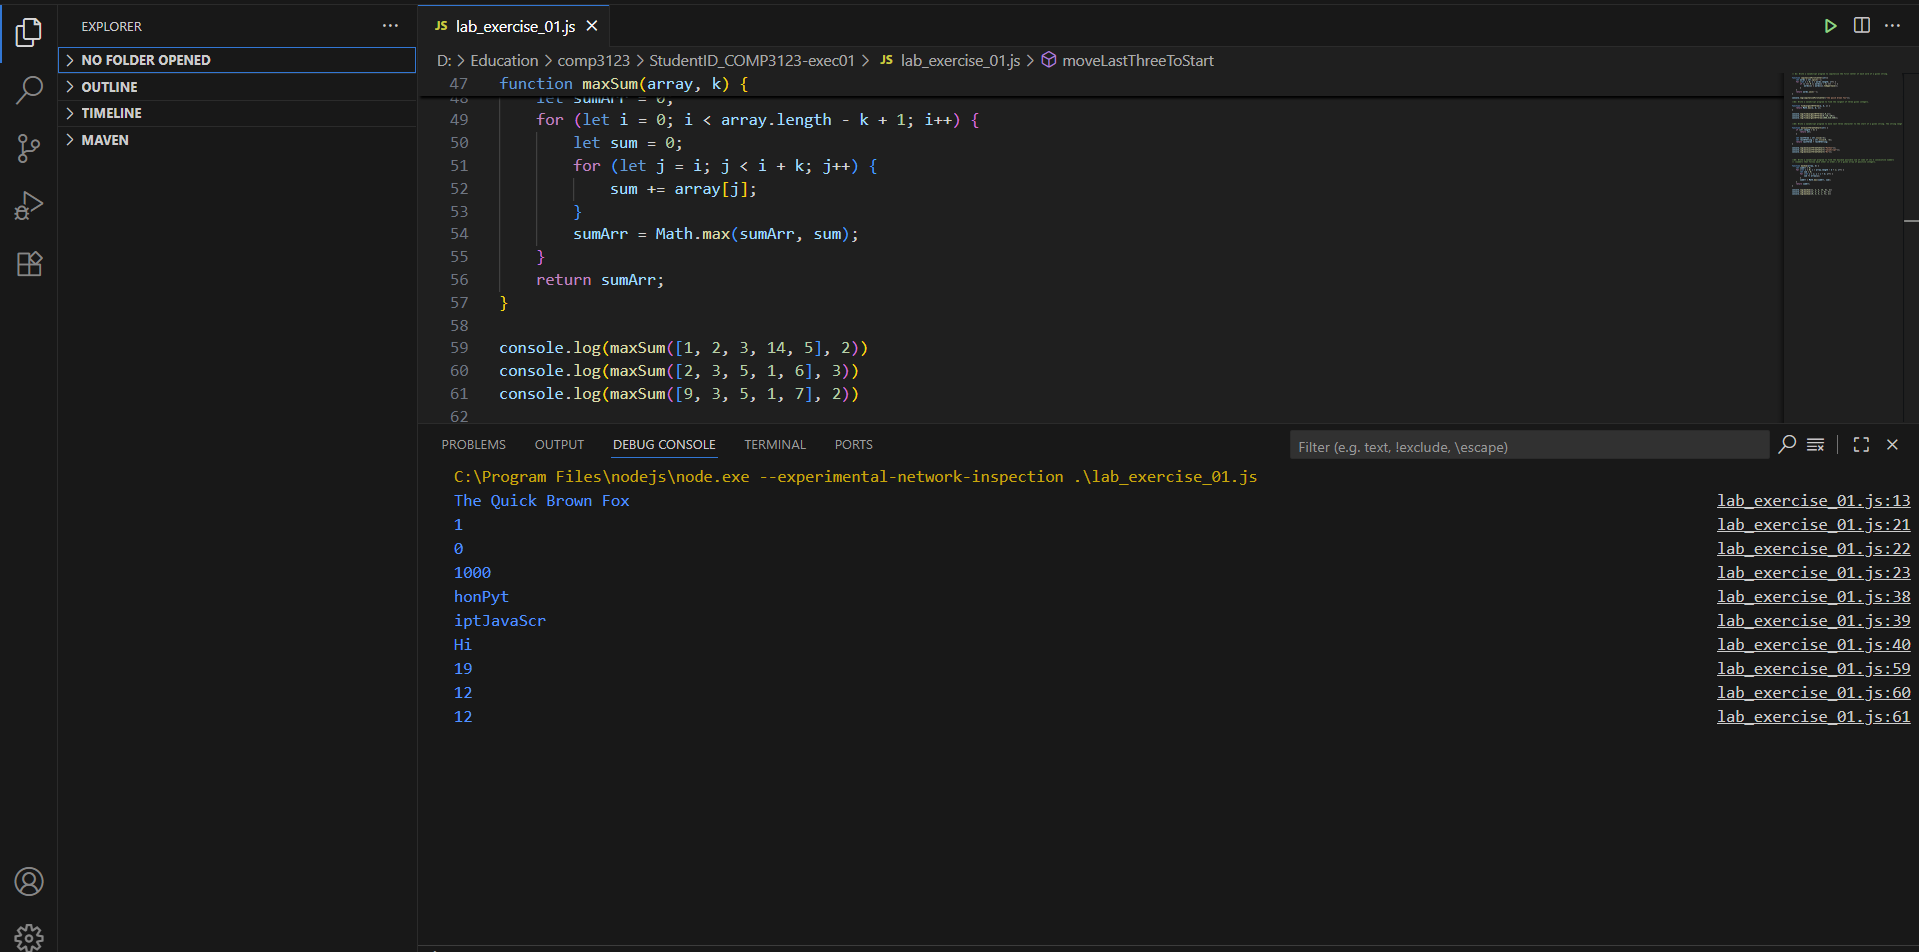 EXPLORER
NO FOLDER OPENED
OUTLINE
TIMELINE
MAVEN
JS lab_exercise_01.js
D: > Education > comp3123 > StudentID_COMP3123-exec01 > JS lab_exercise_01.js > moveLastThreeToStart
47 function maxSum(array, k) {
48 let sumArr = 0;
49 for (let i = 0; i < array.length - k + 1; i++) {
50 let sum = 0;
51 for (let j = i; j < i + k; j++) {
52 sum += array[j];
53 }
54 sumArr = Math.max(sumArr, sum);
55 }
56 return sumArr;
57 }
58
59 console.log(maxSum([1, 2, 3, 14, 5], 2))
60 console.log(maxSum([2, 3, 5, 1, 6], 3))
61 console.log(maxSum([9, 3, 5, 1, 7], 2))
62
PROBLEMS OUTPUT DEBUG CONSOLE TERMINAL PORTS
Filter (e.g. text, !exclude, \escape)
C:\Program Files\nodejs\node.exe --experimental-network-inspection .\lab_exercise_01.js
The Quick Brown Fox lab_exercise_01.js:13
1 lab_exercise_01.js:21
0 lab_exercise_01.js:22
1000 lab_exercise_01.js:23
honPyt lab_exercise_01.js:38
iptJavaScr lab_exercise_01.js:39
Hi lab_exercise_01.js:40
19 lab_exercise_01.js:59
12 lab_exercise_01.js:60
12 lab_exercise_01.js:61